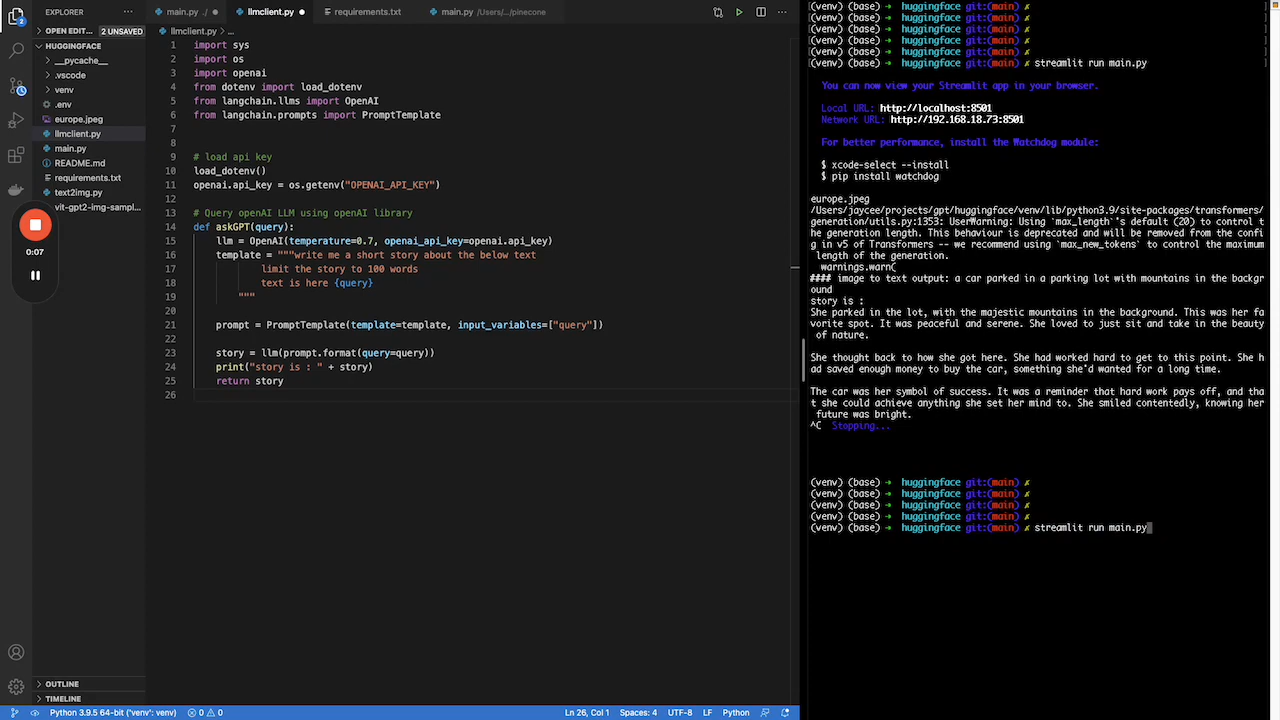 EXPLORER
OPEN EDIT... 2 UNSAVED
HUGGINGFACE
__pycache__
.vscode
venv
.env
europe.jpeg
llmclient.py
main.py
README.md
requirements.txt
text2img.py
vit-gpt2-img-sampl...
0:07
OUTLINE
TIMELINE
main.py ./
llmclient.py
requirements.txt
main.py /Users/.../pinecone
llmclient.py > ...
1 import sys
2 import os
3 import openai
4 from dotenv import load_dotenv
5 from langchain.llms import OpenAI
6 from langchain.prompts import PromptTemplate
7
8
9 # load api key
10 load_dotenv()
11 openai.api_key = os.getenv("OPENAI_API_KEY")
12
13 # Query openAI LLM using openAI library
14 def askGPT(query):
15 llm = OpenAI(temperature=0.7, openai_api_key=openai.api_key)
16 template = """write me a short story about the below text
17 limit the story to 100 words
18 text is here {query}
19 """
20
21 prompt = PromptTemplate(template=template, input_variables=["query"])
22
23 story = llm(prompt.format(query=query))
24 print("story is : " + story)
25 return story
26
(venv) (base) ➜ huggingface git:(main) ✗
(venv) (base) ➜ huggingface git:(main) ✗
(venv) (base) ➜ huggingface git:(main) ✗
(venv) (base) ➜ huggingface git:(main) ✗
(venv) (base) ➜ huggingface git:(main) ✗
(venv) (base) ➜ huggingface git:(main) ✗ streamlit run main.py
You can now view your Streamlit app in your browser.
Local URL: http://localhost:8501
Network URL: http://192.168.18.73:8501
For better performance, install the Watchdog module:
$ xcode-select --install
$ pip install watchdog
europe.jpeg
/Users/jaycee/projects/gpt/huggingface/venv/lib/python3.9/site-packages/transformers/
generation/utils.py:1353: UserWarning: Using `max_length`'s default (20) to control t
he generation length. This behaviour is deprecated and will be removed from the confi
g in v5 of Transformers -- we recommend using `max_new_tokens` to control the maximum
length of the generation.
warnings.warn(
#### image to text output: a car parked in a parking lot with mountains in the backgr
ound
story is :
She parked in the lot, with the majestic mountains in the background. This was her fa
vorite spot. It was peaceful and serene. She loved to just sit and take in the beauty
of nature.
She thought back to how she got here. She had worked hard to get to this point. She h
ad saved enough money to buy the car, something she'd wanted for a long time.
The car was her symbol of success. It was a reminder that hard work pays off, and tha
t she could achieve anything she set her mind to. She smiled contentedly, knowing her
future was bright.
^C Stopping...
(venv) (base) ➜ huggingface git:(main) ✗
(venv) (base) ➜ huggingface git:(main) ✗
(venv) (base) ➜ huggingface git:(main) ✗
(venv) (base) ➜ huggingface git:(main) ✗
(venv) (base) ➜ huggingface git:(main) ✗ streamlit run main.py
Python 3.9.5 64-bit ('venv': venv) 0 0 Ln 26, Col 1 Spaces: 4 UTF-8 LF Python